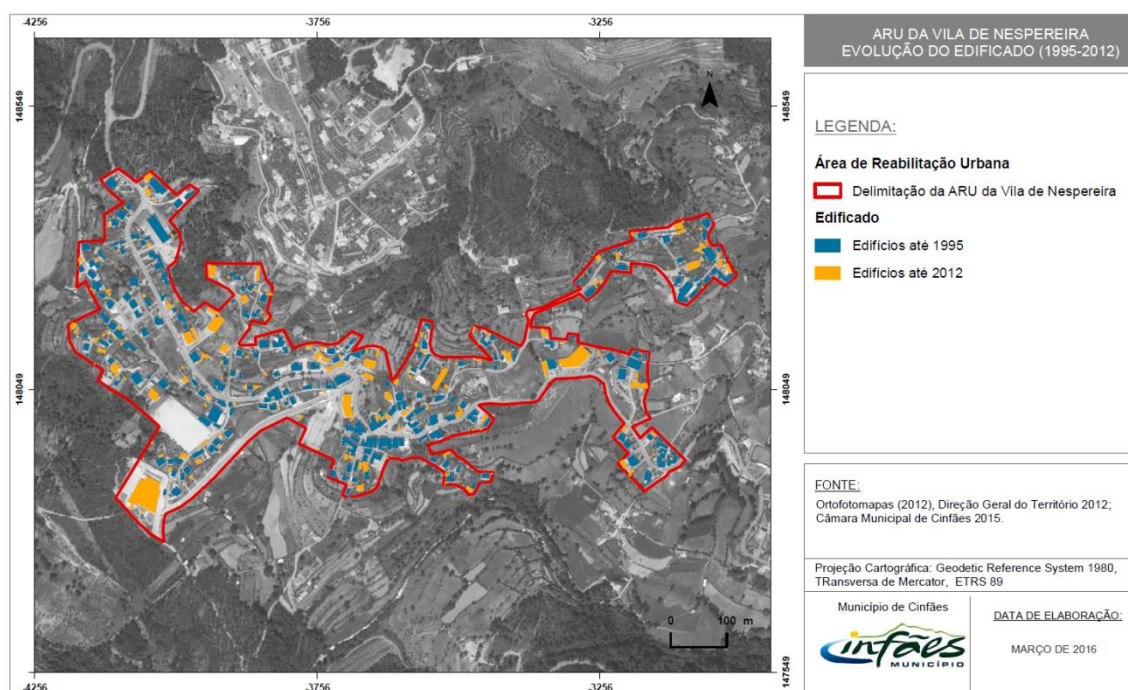 -4256
-3756
-3256
148549
148049
147549
148549
148049
N
0 100 m
-4256
-3756
-3256
ARU DA VILA DE NESPEREIRA
EVOLUÇÃO DO EDIFICADO (1995-2012)
LEGENDA:
Área de Reabilitação Urbana
Delimitação da ARU da Vila de Nespereira
Edificado
Edifícios até 1995
Edifícios até 2012
FONTE:
Ortofotomapas (2012), Direção Geral do Território 2012;
Câmara Municipal de Cinfães 2015.
Projeção Cartográfica: Geodetic Reference System 1980,
TRansversa de Mercator, ETRS 89
Município de Cinfães
Cinfães
MUNICÍPIO
DATA DE ELABORAÇÃO:
MARÇO DE 2016